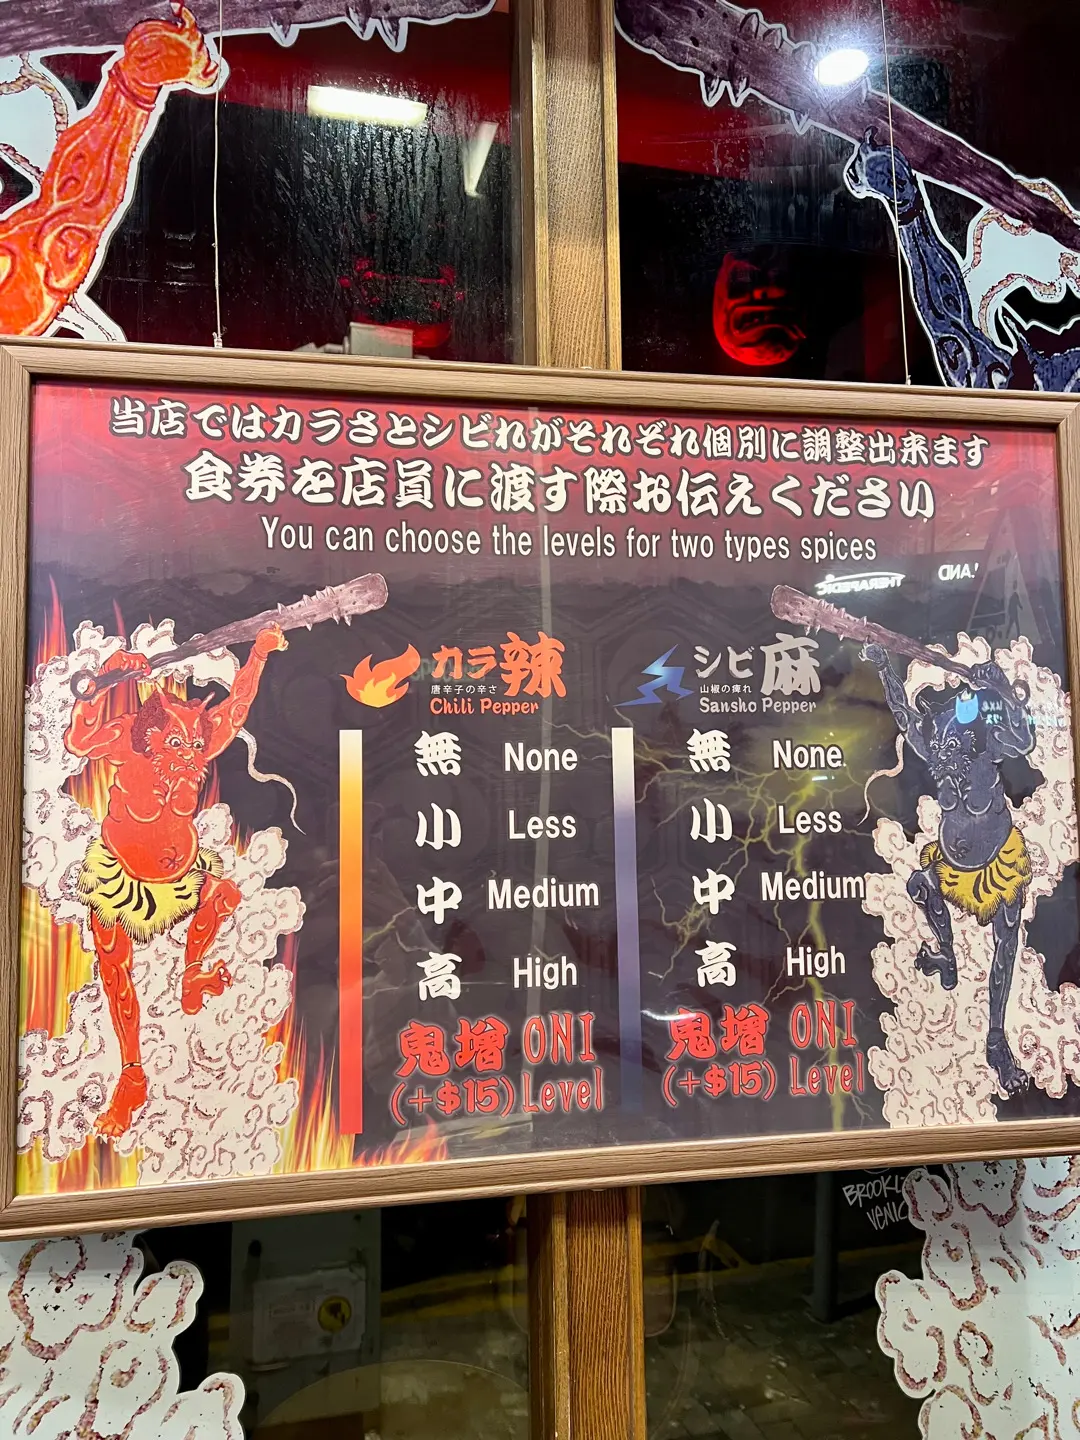 当店ではカラさとシビれがそれぞれ個別に調整出来ます
食券を店員に渡す際お伝えください
You can choose the levels for two types spices
THERAPEDIC
カラ 辣
唐辛子の辛さ
Chili Pepper
無 None
小 Less
中 Medium
高 High
鬼増 ONI
(+$15) Level
シビ 麻
山椒の痺れ
Sansho Pepper
無 None
小 Less
中 Medium
高 High
鬼増 ONI
(+$15) Level